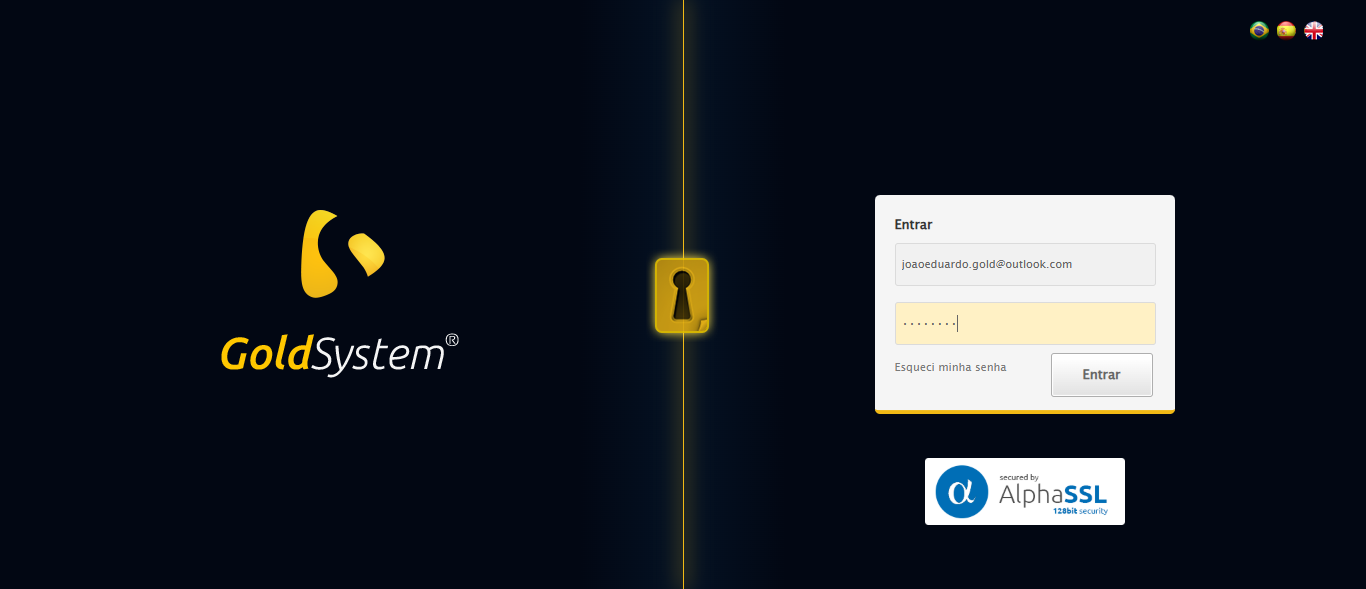 GoldSystem®
Entrar
joaoeduardo.gold@outlook.com
········
Esqueci minha senha
Entrar
α
secured by
AlphaSSL
128bit security